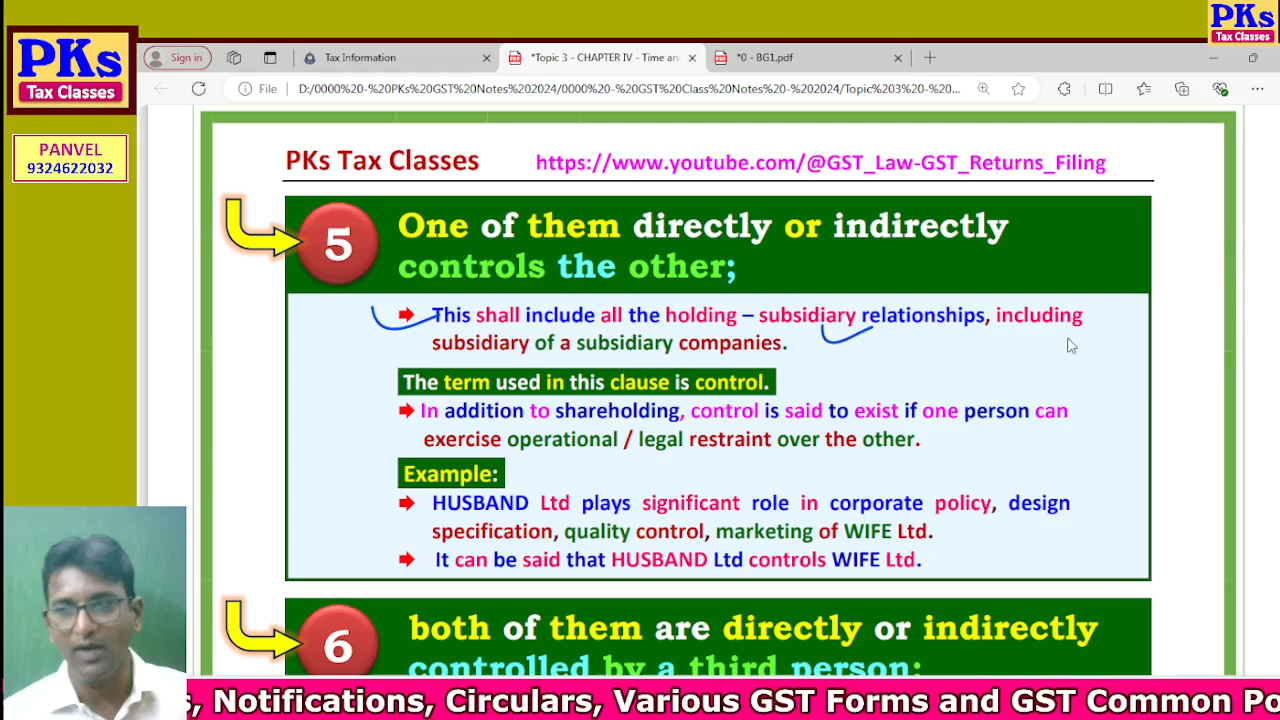 PKs
Tax Classes
PKs
Tax Classes
Sign in
Tax Information
*Topic 3 - CHAPTER IV - Time an
*0 - BG1.pdf
File
D:/0000%20-%20PKs%20GST%20Notes%202024/0000%20-%20GST%20Class%20Notes%20-%202024/Topic%203%20-%20...
PANVEL
9324622032
PKs Tax Classes https://www.youtube.com/@GST_Law-GST_Returns_Filing
5
One of them directly or indirectly
controls the other;
This shall include all the holding – subsidiary relationships, including
subsidiary of a subsidiary companies.
The term used in this clause is control.
In addition to shareholding, control is said to exist if one person can
exercise operational / legal restraint over the other.
Example:
HUSBAND Ltd plays significant role in corporate policy, design
specification, quality control, marketing of WIFE Ltd.
It can be said that HUSBAND Ltd controls WIFE Ltd.
6
both of them are directly or indirectly
controlled by a third person;
s, Notifications, Circulars, Various GST Forms and GST Common Po